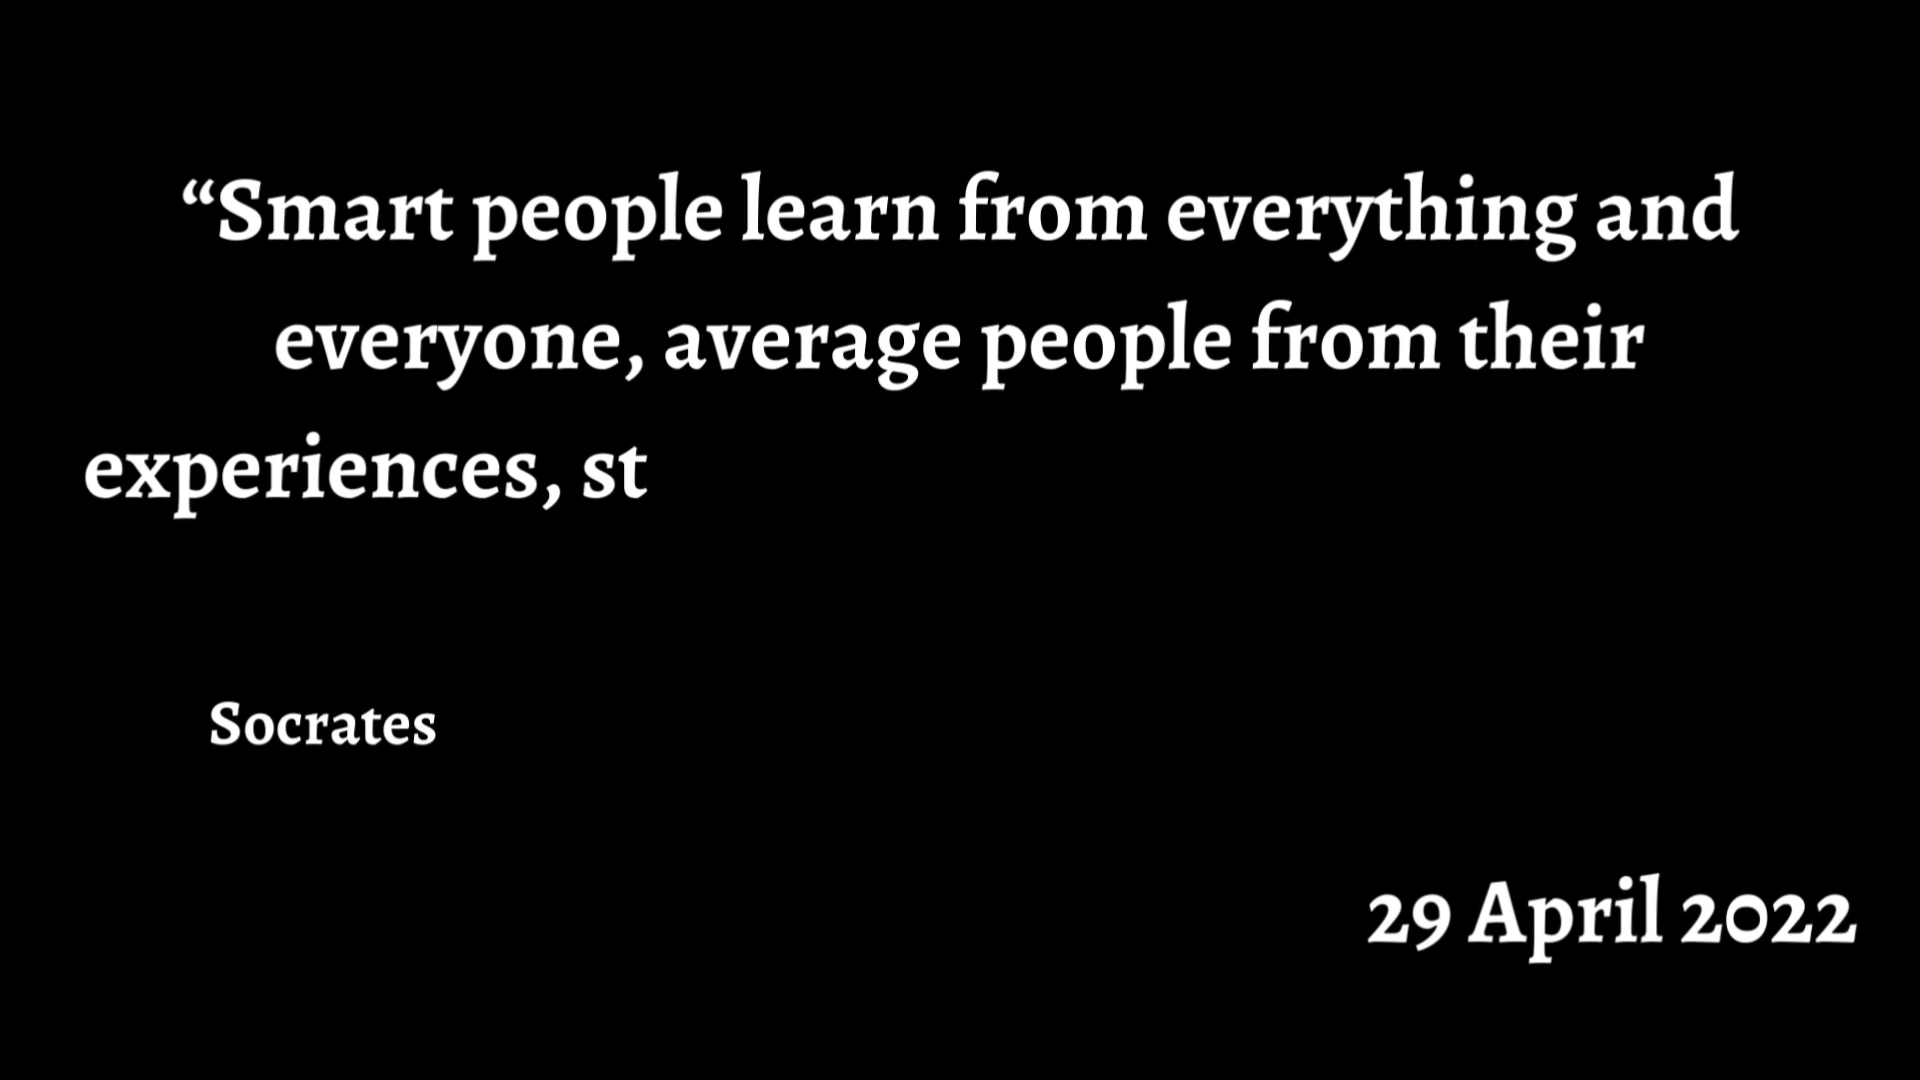 “Smart people learn from everything and
everyone, average people from their
experiences, st
Socrates
29 April 2022